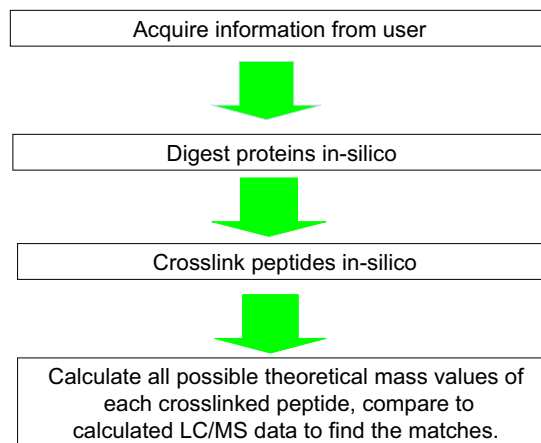 Acquire information from user
Digest proteins in-silico
Crosslink peptides in-silico
Calculate all possible theoretical mass values of
each crosslinked peptide, compare to
calculated LC/MS data to find the matches.